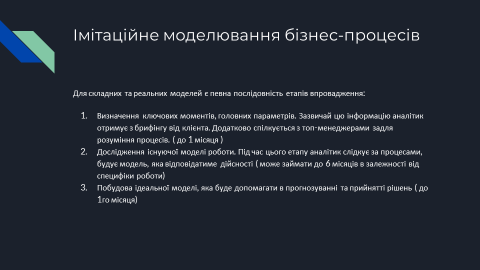 Імітаційне моделювання бізнес-процесів
Для складних та реальних моделей є певна послідовність етапів впровадження:
1. Визначення ключових моментів, головних параметрів. Зазвичай цю інформацію аналітик
отримує з брифінгу від клієнта. Додатково спілкується з топ-менеджерами задля
розуміння процесів. ( до 1 місяця )
2. Дослідження існуючої моделі роботи. Під час цього етапу аналітик слідкує за процесами,
будує модель, яка відповідатиме дійсності ( може займати до 6 місяців в залежності від
специфіки роботи)
3. Побудова ідеальної моделі, яка буде допомагати в прогнозуванні та прийнятті рішень ( до
1го місяця)